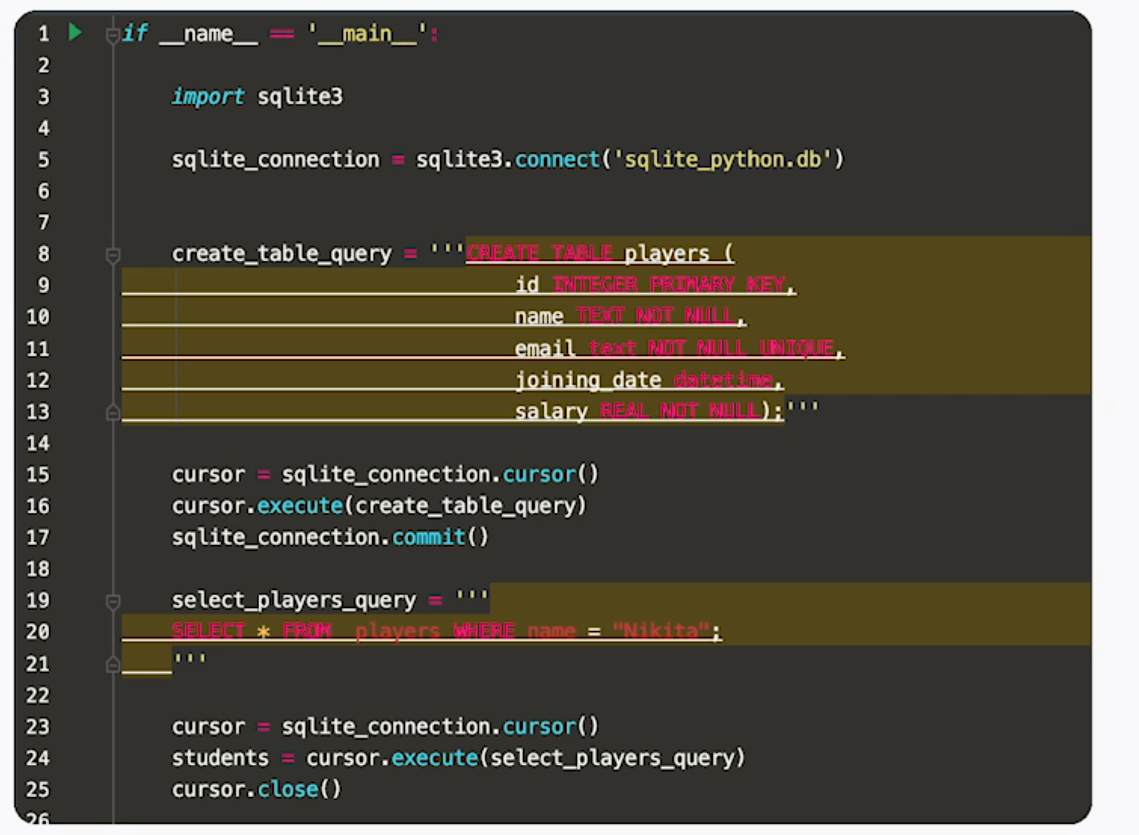 1 if __name__ == '__main__':
2
3 import sqlite3
4
5 sqlite_connection = sqlite3.connect('sqlite_python.db')
6
7
8 create_table_query = '''CREATE TABLE players (
9 id INTEGER PRIMARY KEY,
10 name TEXT NOT NULL,
11 email text NOT NULL UNIQUE,
12 joining_date datetime,
13 salary REAL NOT NULL);'''
14
15 cursor = sqlite_connection.cursor()
16 cursor.execute(create_table_query)
17 sqlite_connection.commit()
18
19 select_players_query = '''
20 SELECT * FROM  players WHERE name = "Nikita";
21 '''
22
23 cursor = sqlite_connection.cursor()
24 students = cursor.execute(select_players_query)
25 cursor.close()
26